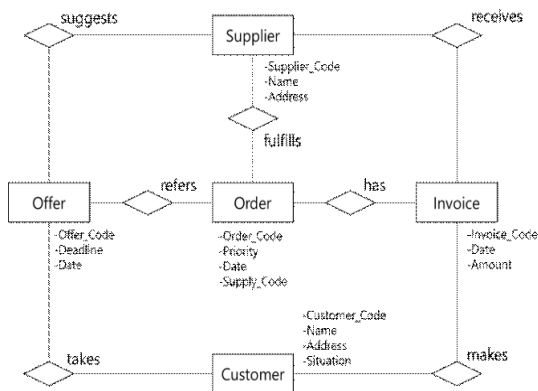 suggests
Supplier
receives
-Supplier_Code
-Name
-Address
fulfills
Offer
refers
Order
has
Invoice
-Offer_Code
-Deadline
-Date
-Order_Code
-Priority
-Date
-Supply_Code
-Invoice_Code
-Date
-Amount
-Customer_Code
-Name
-Address
-Situation
takes
Customer
makes